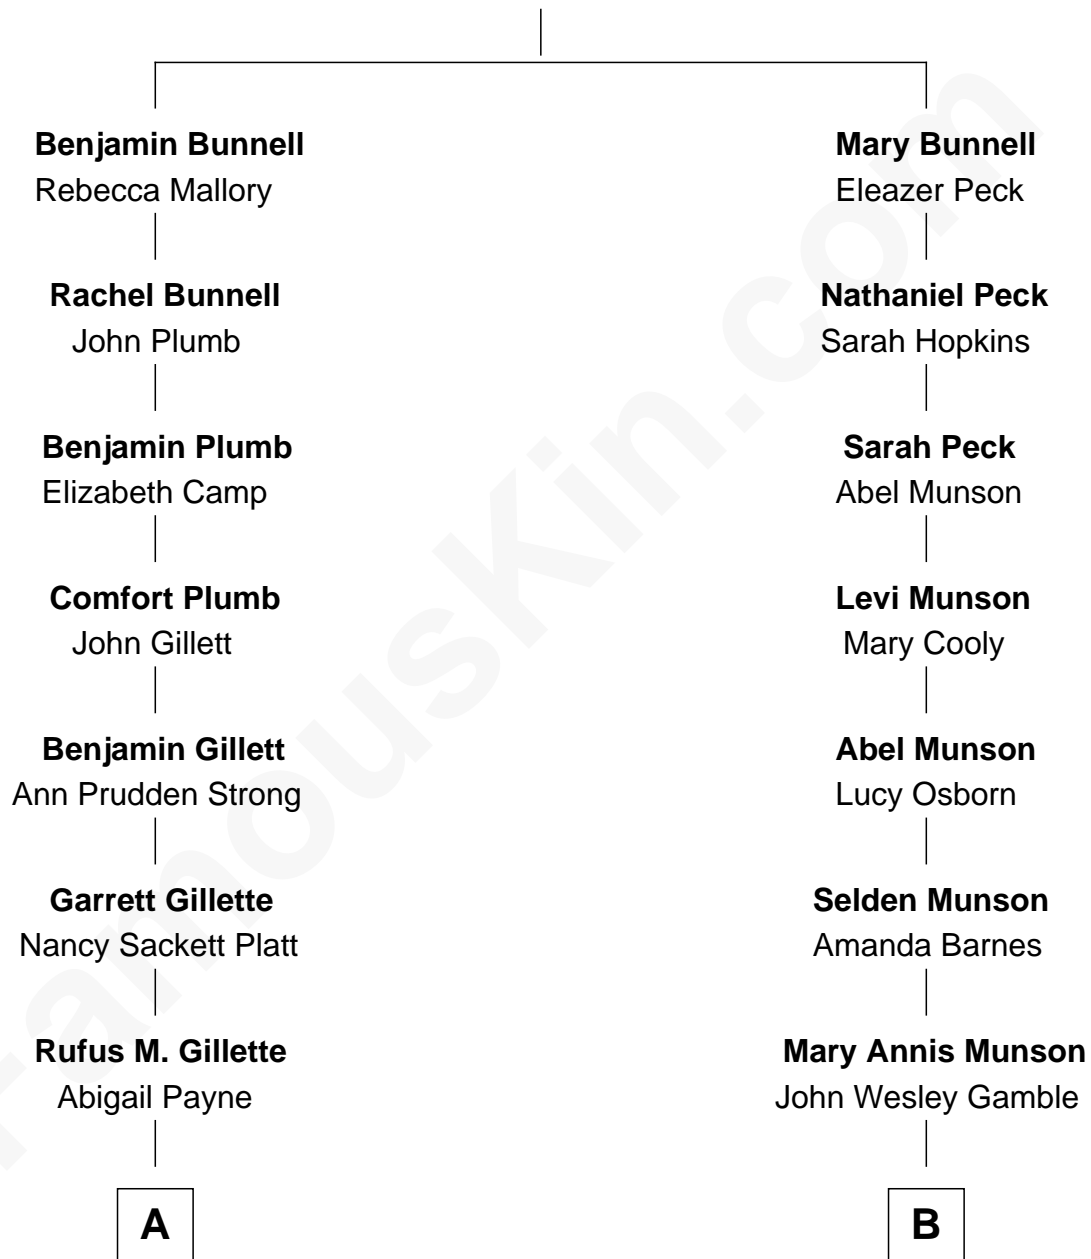 Benjamin Bunnell
Rebecca Mallory
Rachel Bunnell
John Plumb
Benjamin Plumb
Elizabeth Camp
Comfort Plumb
John Gillett
Benjamin Gillett
Ann Prudden Strong
Garrett Gillette
Nancy Sackett Platt
Rufus M. Gillette
Abigail Payne
A
Mary Bunnell
Eleazer Peck
Nathaniel Peck
Sarah Hopkins
Sarah Peck
Abel Munson
Levi Munson
Mary Cooly
Abel Munson
Lucy Osborn
Selden Munson
Amanda Barnes
Mary Annis Munson
John Wesley Gamble
B
FamousKin.com